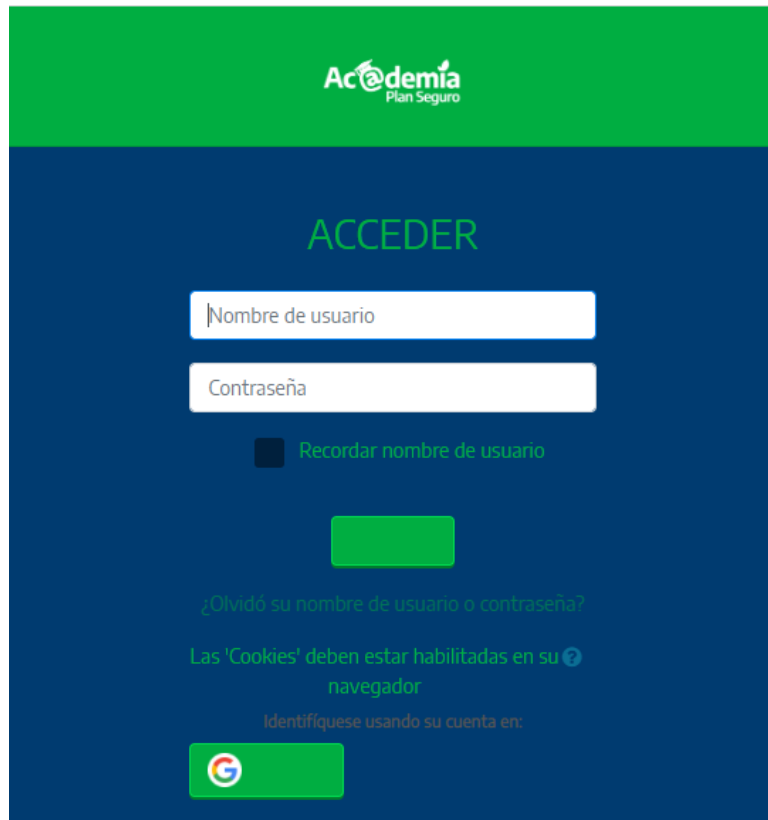 Ac@demia
Plan Seguro
ACCEDER
Nombre de usuario
Contraseña
Recordar nombre de usuario
¿Olvidó su nombre de usuario o contraseña?
Las 'Cookies' deben estar habilitadas en su
navegador
Identifíquese usando su cuenta en: